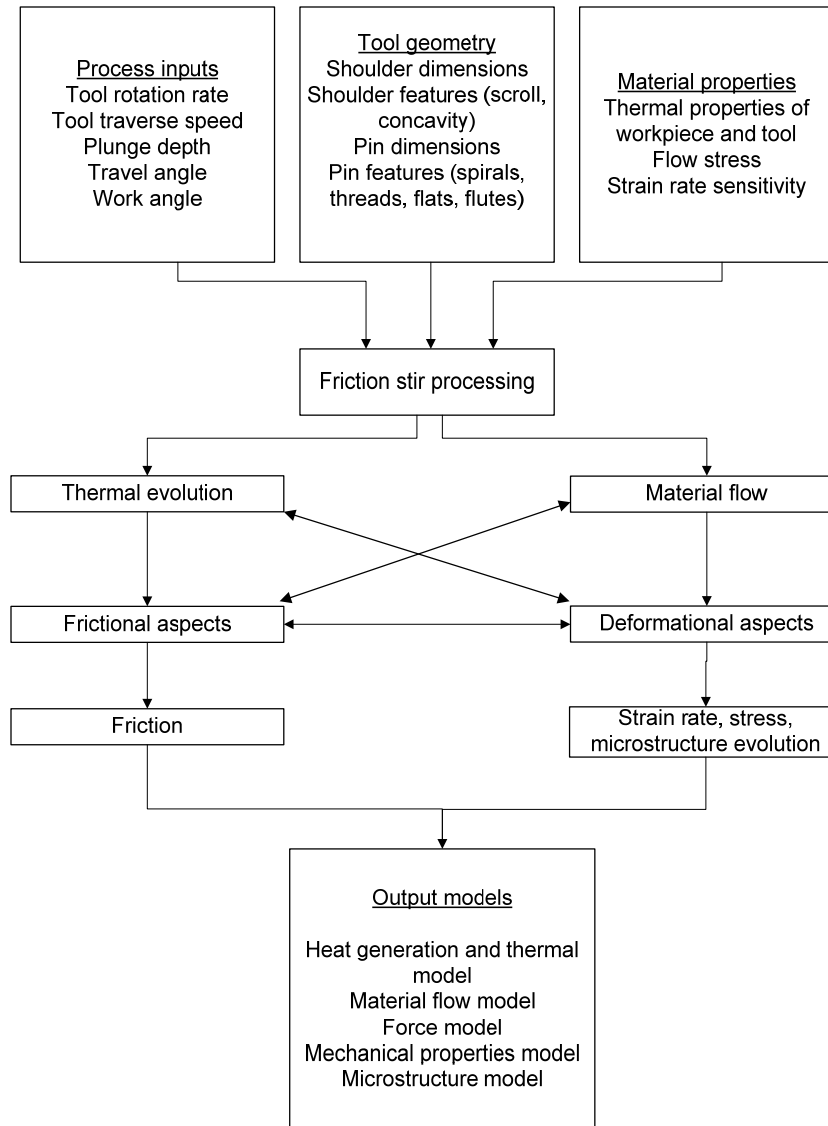 Process inputs
Tool rotation rate
Tool traverse speed
Plunge depth
Travel angle
Work angle
Tool geometry
Shoulder dimensions
Shoulder features (scroll,
concavity)
Pin dimensions
Pin features (spirals,
threads, flats, flutes)
Material properties
Thermal properties of
workpiece and tool
Flow stress
Strain rate sensitivity
Friction stir processing
Thermal evolution
Material flow
Frictional aspects
Deformational aspects
Friction
Strain rate, stress,
microstructure evolution
Output models
Heat generation and thermal
model
Material flow model
Force model
Mechanical properties model
Microstructure model